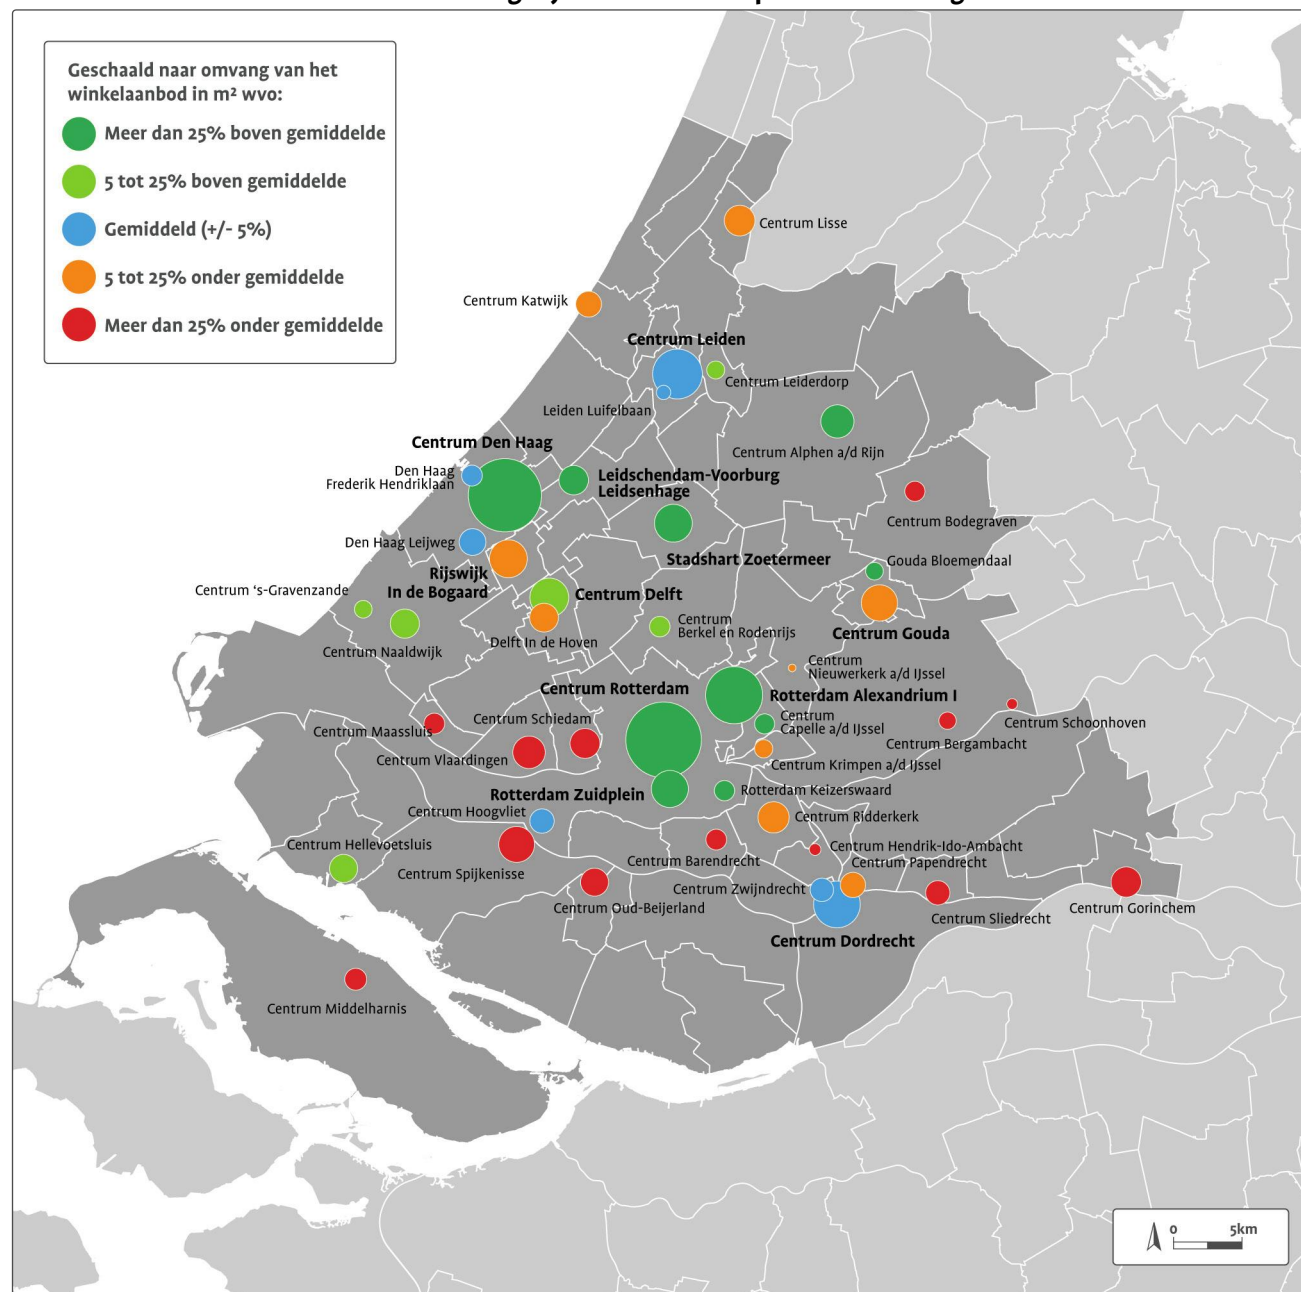 Geschaald naar omvang van het
winkelaanbod in m² wvo:
Meer dan 25% boven gemiddelde
5 tot 25% boven gemiddelde
Gemiddeld (+/- 5%)
5 tot 25% onder gemiddelde
Meer dan 25% onder gemiddelde
Centrum Lisse
Centrum Katwijk
Centrum Leiden
Centrum Leiderdorp
Leiden Luifelbaan
Centrum Alphen a/d Rijn
Centrum Den Haag
Den Haag
Frederik Hendriklaan
Leidschendam-Voorburg
Leidsenhage
Centrum Bodegraven
Den Haag Leijweg
Stadshart Zoetermeer
Gouda Bloemendaal
Rijswijk
In de Bogaard
Centrum ‘s-Gravenzande
Centrum Delft
Centrum Naaldwijk
Delft In de Hoven
Centrum
Berkel en Rodenrijs
Centrum Gouda
Centrum
Nieuwerkerk a/d IJssel
Centrum Rotterdam
Rotterdam Alexandrium I
Centrum Schiedam
Centrum
Capelle a/d IJssel
Centrum Schoonhoven
Centrum Maassluis
Centrum Bergambacht
Centrum Vlaardingen
Centrum Krimpen a/d IJssel
Rotterdam Zuidplein
Rotterdam Keizerswaard
Centrum Hoogvliet
Centrum Ridderkerk
Centrum Hellevoetsluis
Centrum Hendrik-Ido-Ambacht
Centrum Barendrecht
Centrum Papendrecht
Centrum Spijkenisse
Centrum Zwijndrecht
Centrum Oud-Beijerland
Centrum Gorinchem
Centrum Sliedrecht
Centrum Dordrecht
Centrum Middelharnis
0 5km